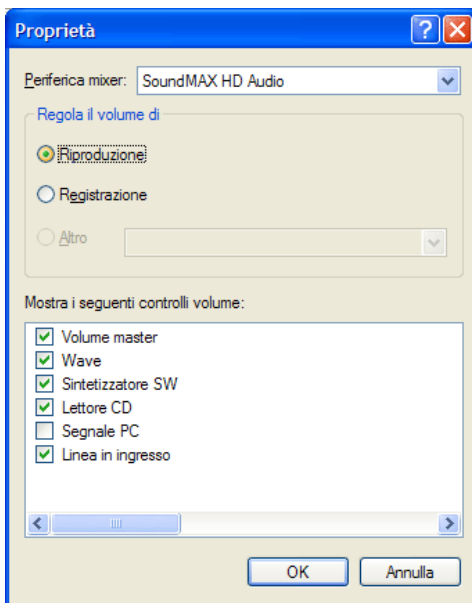 Proprietà
Periferica mixer: SoundMAX HD Audio
Regola il volume di
Riproduzione
Registrazione
Altro
Mostra i seguenti controlli volume:
Volume master
Wave
Sintetizzatore SW
Lettore CD
Segnale PC
Linea in ingresso
OK Annulla